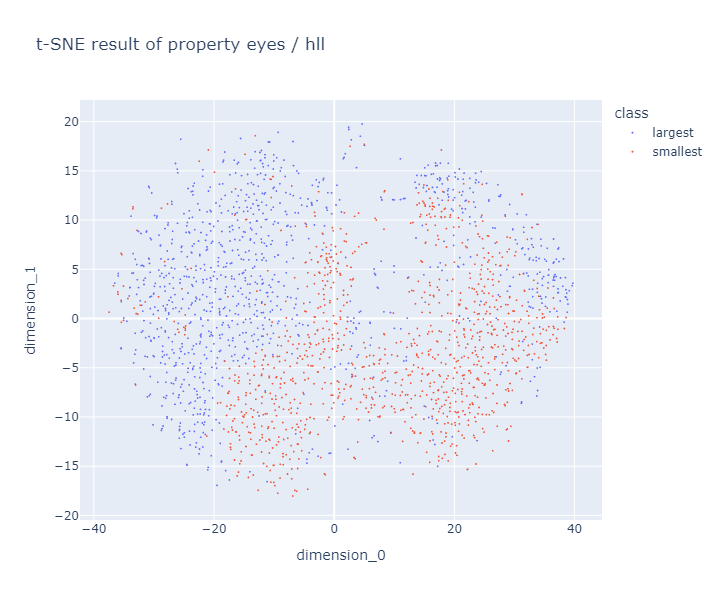 t-SNE result of property eyes / hll
class
largest
smallest
20
15
10
5
0
−5
−10
−15
−20
dimension_1
−40
−20
0
20
40
dimension_0